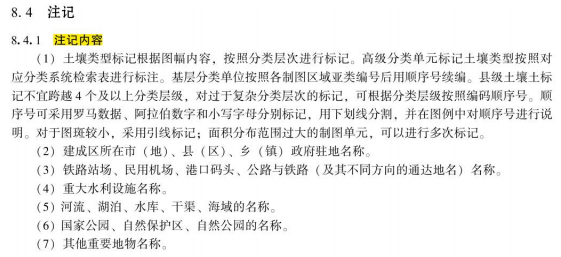 8.4 注记
8.4.1 注记内容
（1）土壤类型标记根据图幅内容，按照分类层次进行标记。高级分类单元标记土壤类型按照对
应分类系统检索表进行标注。基层分类单位按照各制图区域亚类编号后用顺序号续编。县级土壤土标
记不宜跨越 4 个及以上分类层级，对过于复杂分类层次的标记，可根据分类层级按照编码顺序号。顺
序号可采用罗马数据、阿拉伯数字和小写字母分别标记，用下划线分割，并在图例中对顺序号进行说
明。对于图斑较小，采用引线标记；面积分布范围过大的制图单元，可以进行多次标记。
（2）建成区所在市（地）、县（区）、乡（镇）政府驻地名称。
（3）铁路站场、民用机场、港口码头、公路与铁路（及其不同方向的通达地名）名称。
（4）重大水利设施名称。
（5）河流、湖泊、水库、干渠、海域的名称。
（6）国家公园、自然保护区、自然公园的名称。
（7）其他重要地物名称。